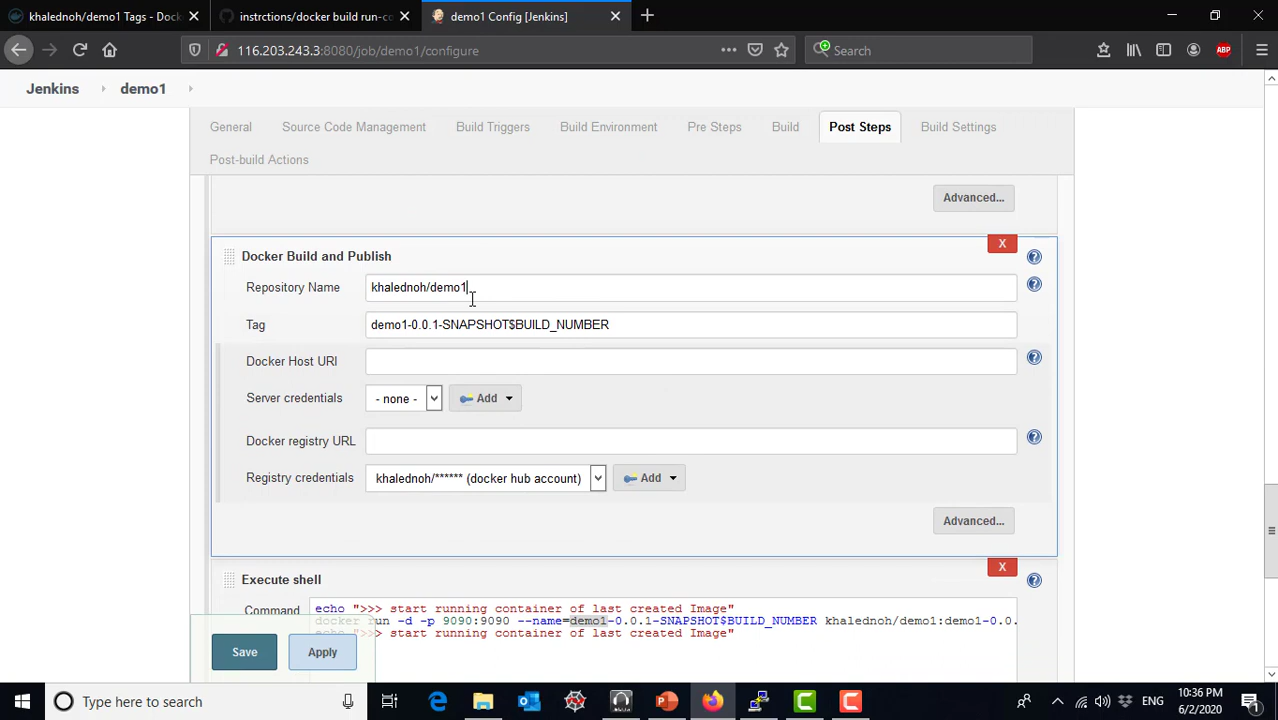 khalednoh/demo1 Tags - Docke
instrctions/docker build run-co
demo1 Config [Jenkins]
116.203.243.3:8080/job/demo1/configure
Search
ABP
Jenkins
demo1
General
Source Code Management
Build Triggers
Build Environment
Pre Steps
Build
Post Steps
Build Settings
Post-build Actions
Advanced...
X
Docker Build and Publish
Repository Name
khalednoh/demo1
Tag
demo1-0.0.1-SNAPSHOT$BUILD_NUMBER
Docker Host URI
Server credentials
- none -
Add
Docker registry URL
Registry credentials
khalednoh/****** (docker hub account)
Add
Advanced...
X
Execute shell
Command
echo ">>> start running container of last created Image"
docker run -d -p 9090:9090 --name=demo1-0.0.1-SNAPSHOT$BUILD_NUMBER khalednoh/demo1:demo1-0.0.
echo ">>> start running container of last created Image"
Save
Apply
Type here to search
ENG
10:36 PM
6/2/2020
1